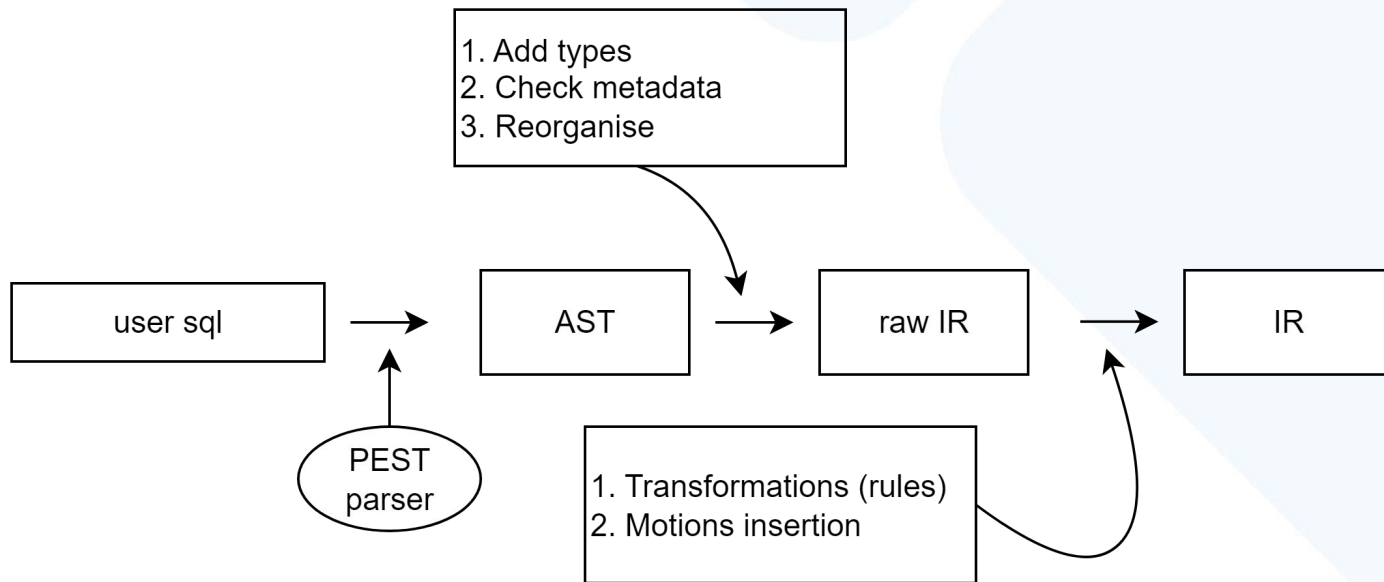 1. Add types
2. Check metadata
3. Reorganise
user sql
AST
raw IR
IR
PEST
parser
1. Transformations (rules)
2. Motions insertion